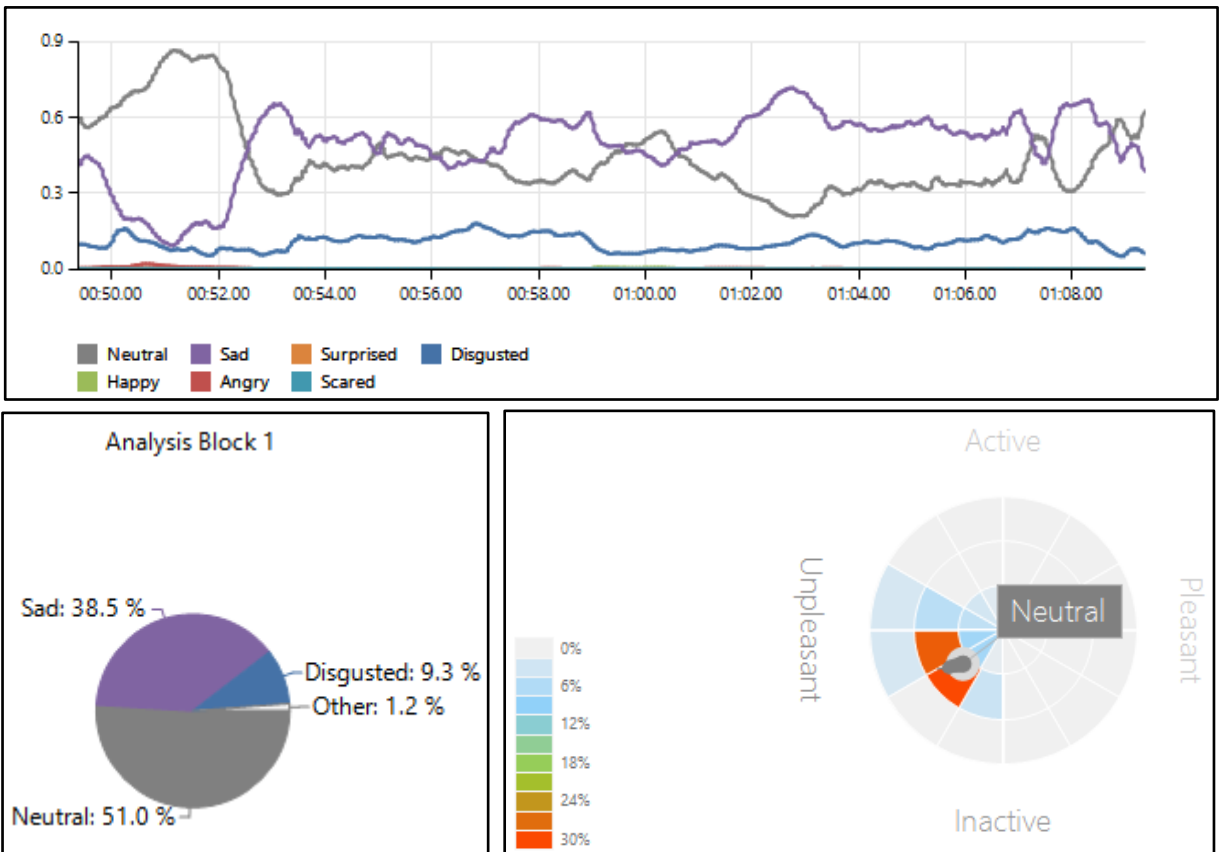 0.9
0.6
0.3
0.0
00:50.00 00:52.00 00:54.00 00:56.00 00:58.00 01:00.00 01:02.00 01:04.00 01:06.00 01:08.00
Neutral Sad Surprised Disgusted
Happy Angry Scared
Analysis Block 1
Sad: 38.5 %
Disgusted: 9.3 %
Other: 1.2 %
Neutral: 51.0 %
Active
Unpleasant
Neutral
Pleasant
Inactive
0%
6%
12%
18%
24%
30%